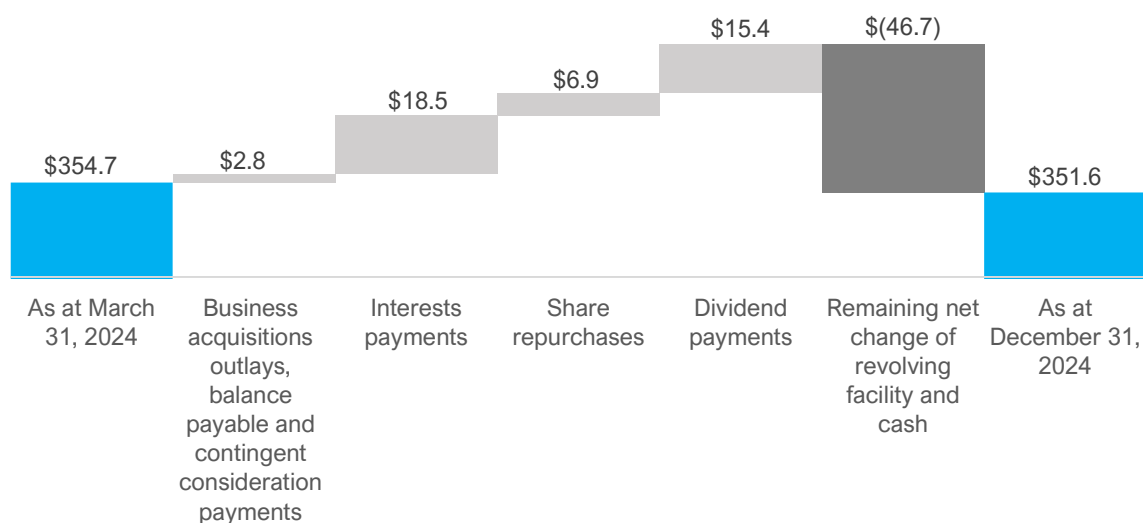 $354.7
$2.8
$18.5
$6.9
$15.4
$(46.7)
$351.6
As at March
31, 2024
Business
acquisitions
outlays,
balance
payable and
contingent
consideration
payments
Interests
payments
Share
repurchases
Dividend
payments
Remaining net
change of
revolving
facility and
cash
As at
December 31,
2024